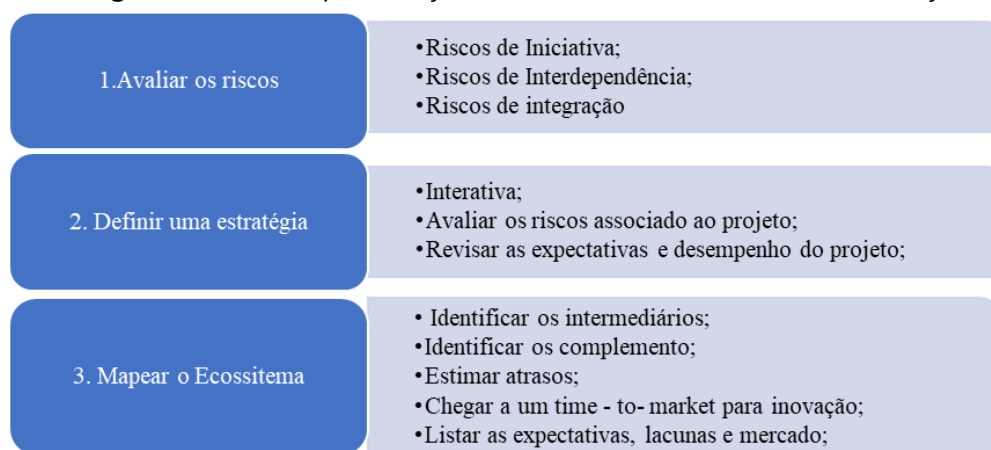 1.Avaliar os riscos
•Riscos de Iniciativa;
•Riscos de Interdependência;
•Riscos de integração
2. Definir uma estratégia
•Interativa;
•Avaliar os riscos associado ao projeto;
•Revisar as expectativas e desempenho do projeto;
3. Mapear o Ecossitema
• Identificar os intermediários;
•Identificar os complemento;
•Estimar atrasos;
•Chegar a um time - to- market para inovação;
•Listar as expectativas, lacunas e mercado;